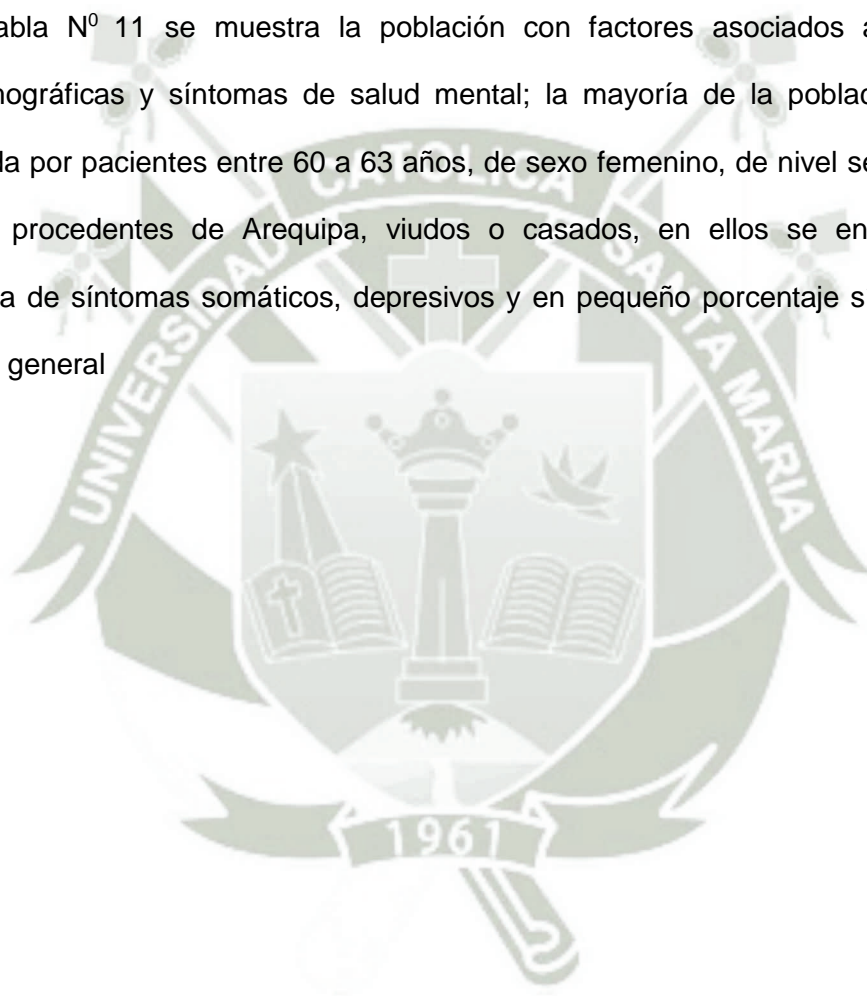 abla N⁰ 11 se muestra la población con factores asociados a
nográficas y síntomas de salud mental; la mayoría de la poblac
da por pacientes entre 60 a 63 años, de sexo femenino, de nivel se
procedentes de Arequipa, viudos o casados, en ellos se en
a de síntomas somáticos, depresivos y en pequeño porcentaje s
general
UNIVERSIDAD CATOLICA SANTA MARIA
1961